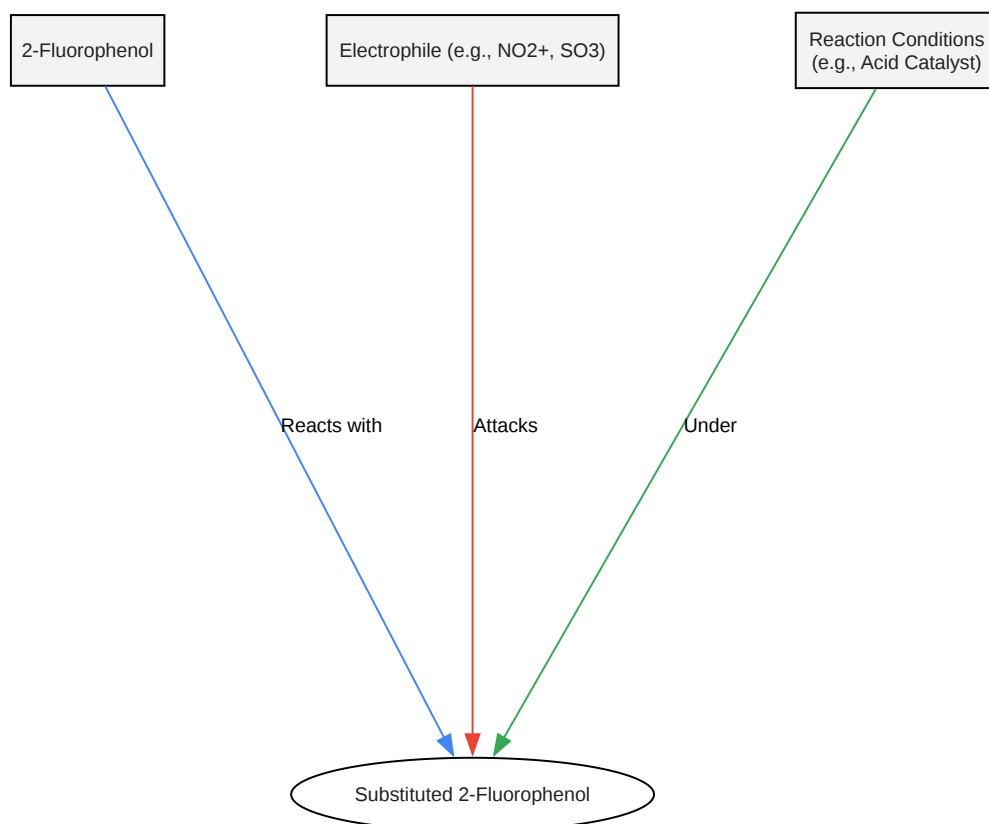 2-Fluorophenol
Electrophile (e.g., NO2+, SO3)
Reaction Conditions
(e.g., Acid Catalyst)
Reacts with
Attacks
Under
Substituted 2-Fluorophenol